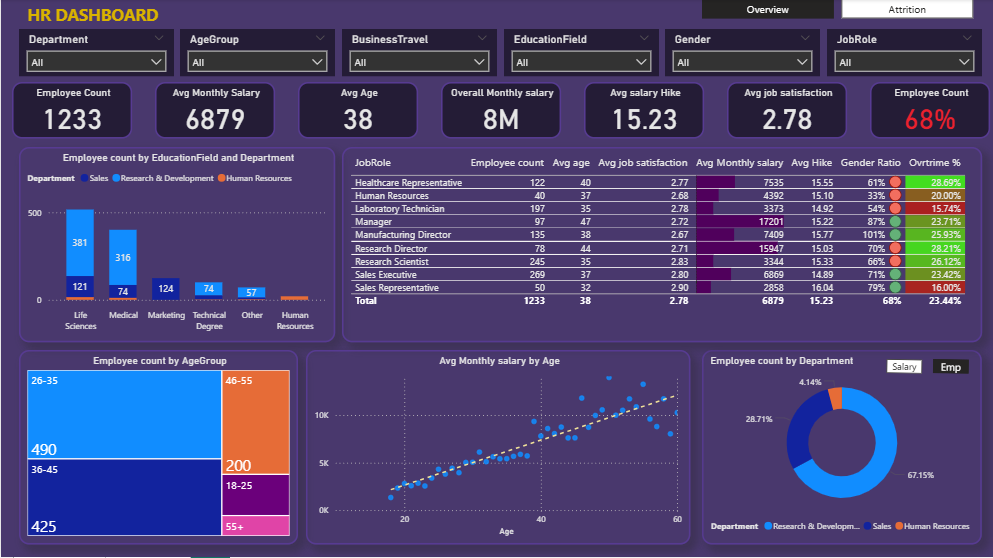 HR DASHBOARD
Overview
Attrition
Department
AgeGroup
BusinessTravel
EducationField
Gender
JobRole
All
All
All
All
All
All
Employee Count
Avg Monthly Salary
Avg Age
Overall Monthly salary
Avg salary Hike
Avg job satisfaction
Employee Count
1233
6879
38
8M
15.23
2.78
68%
Employee count by EducationField and Department
Department Sales Research & Development Human Resources
500
0
381
121
316
74
124
74
57
Life Sciences
Medical
Marketing
Technical Degree
Other
Human Resources
JobRole Employee count Avg age Avg job satisfaction Avg Monthly salary Avg Hike Gender Ratio Ovrtrime %
Healthcare Representative 122 40 2.77 7535 15.55 61% 28.69%
Human Resources 40 37 2.68 4392 15.10 33% 20.00%
Laboratory Technician 197 35 2.78 3373 14.92 54% 15.74%
Manager 97 47 2.72 17201 15.22 87% 23.71%
Manufacturing Director 135 38 2.67 7409 15.77 101% 25.93%
Research Director 78 44 2.71 15947 15.03 70% 28.21%
Research Scientist 245 35 2.83 3344 15.33 66% 26.12%
Sales Executive 269 37 2.80 6869 14.89 71% 23.42%
Sales Representative 50 32 2.90 2858 16.04 79% 16.00%
Total 1233 38 2.78 6879 15.23 68% 23.44%
Employee count by AgeGroup
26-35
490
36-45
425
46-55
200
18-25
55+
Avg Monthly salary by Age
10K
5K
0K
20
40
60
Age
Employee count by Department
Salary
Emp
4.14%
28.71%
67.15%
Department Research & Developm... Sales Human Resources